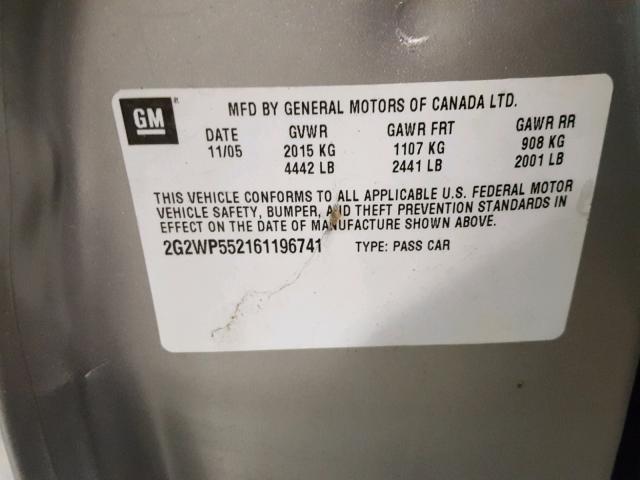 GM
MFD BY GENERAL MOTORS OF CANADA LTD.
DATE GVWR GAWR FRT GAWR RR
11/05 2015 KG 1107 KG 908 KG
4442 LB 2441 LB 2001 LB
THIS VEHICLE CONFORMS TO ALL APPLICABLE U.S. FEDERAL MOTOR
VEHICLE SAFETY, BUMPER, AND THEFT PREVENTION STANDARDS IN
EFFECT ON THE DATE OF MANUFACTURE SHOWN ABOVE.
2G2WP552161196741 TYPE: PASS CAR